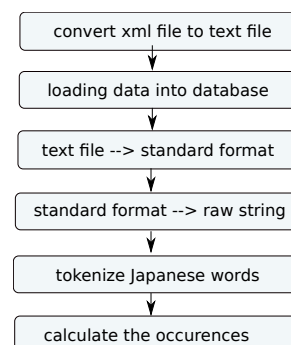 convert xml file to text file
loading data into database
text file --> standard format
standard format --> raw string
tokenize Japanese words
calculate the occurences